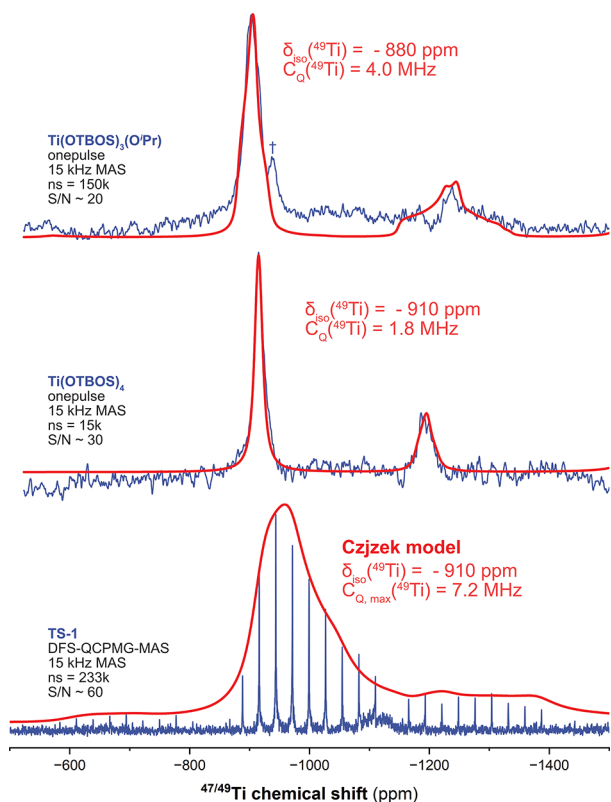 δiso(⁴⁹Ti) = - 880 ppm
CQ(⁴⁹Ti) = 4.0 MHz
†
Ti(OTBOS)₃(OⁱPr)
onepulse
15 kHz MAS
ns = 150k
S/N ~ 20
δiso(⁴⁹Ti) = - 910 ppm
CQ(⁴⁹Ti) = 1.8 MHz
Ti(OTBOS)₄
onepulse
15 kHz MAS
ns = 15k
S/N ~ 30
Czjzek model
δiso(⁴⁹Ti) = - 910 ppm
CQ, max(⁴⁹Ti) = 7.2 MHz
TS-1
DFS-QCPMG-MAS
15 kHz MAS
ns = 233k
S/N ~ 60
−600 −800 −1000 −1200 −1400
⁴⁷/⁴⁹Ti chemical shift (ppm)